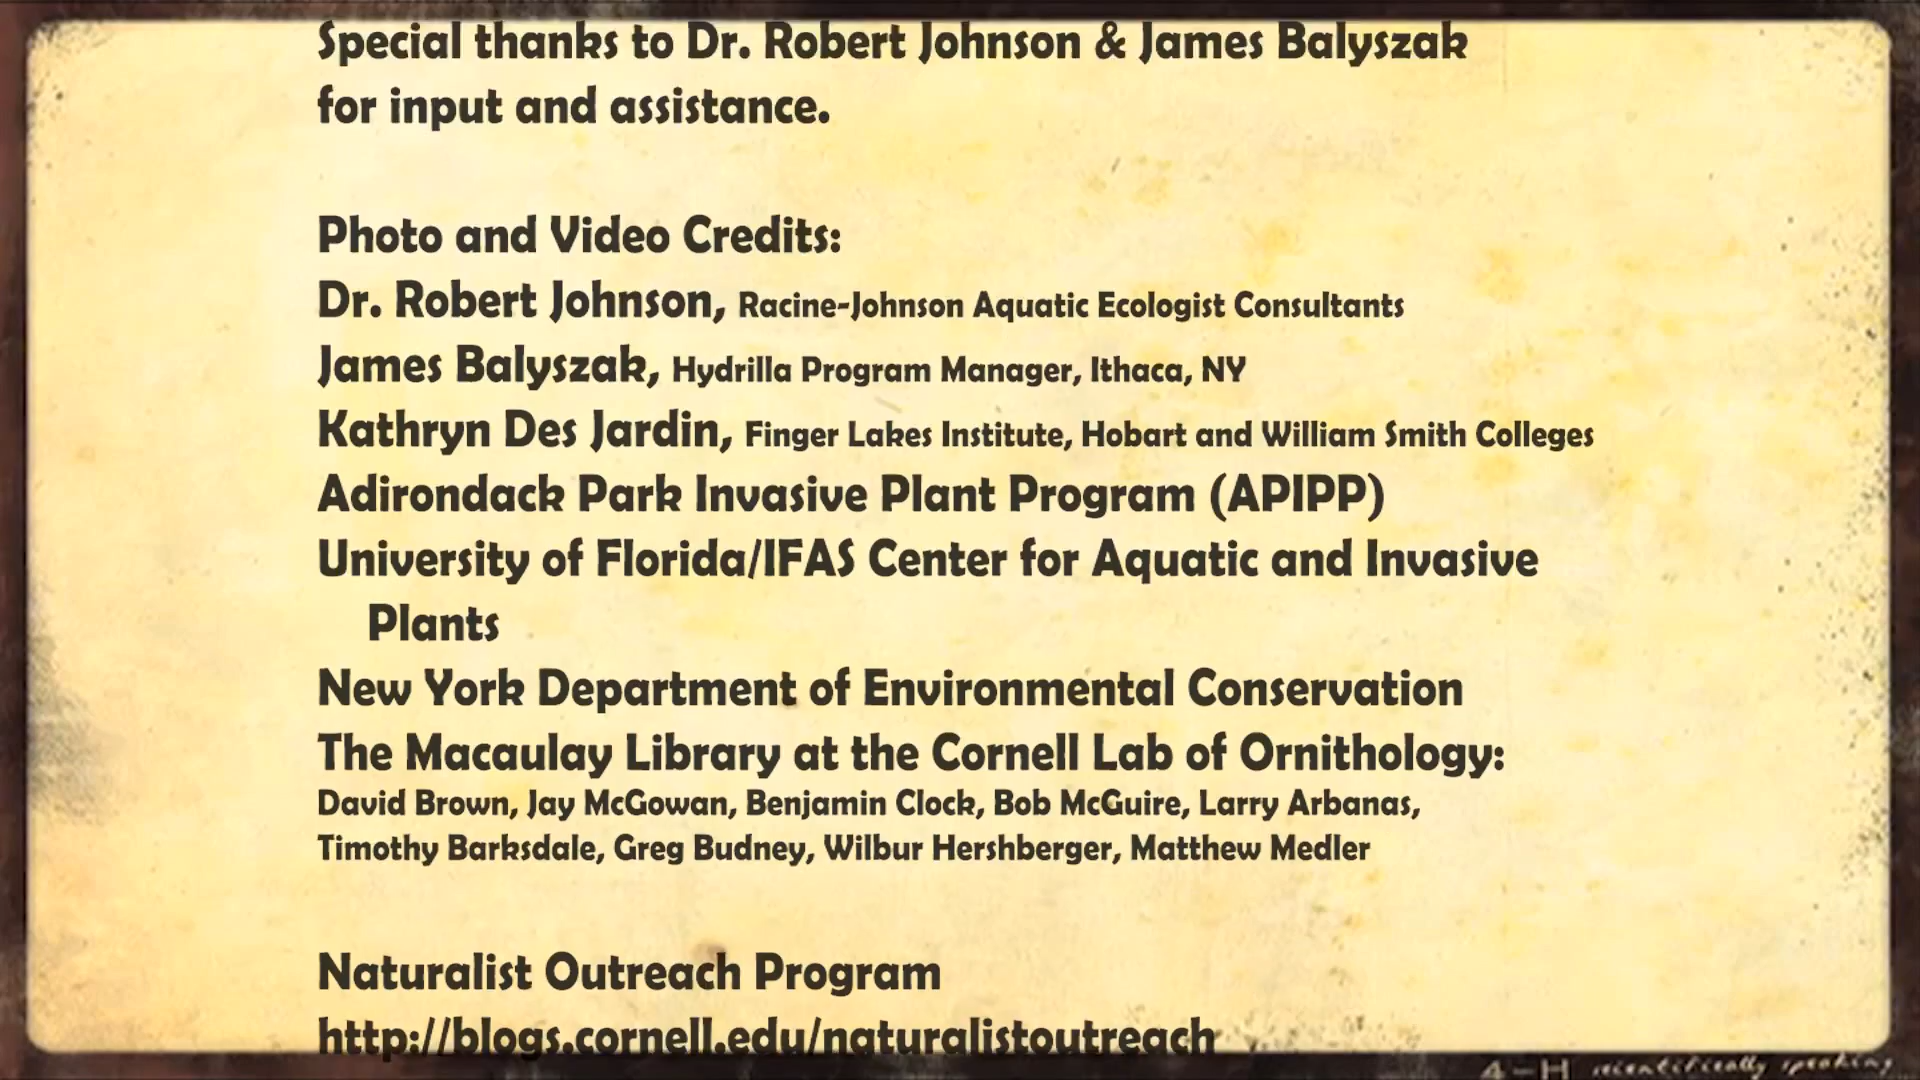 Special thanks to Dr. Robert Johnson & James Balyszak
for input and assistance.
Photo and Video Credits:
Dr. Robert Johnson, Racine-Johnson Aquatic Ecologist Consultants
James Balyszak, Hydrilla Program Manager, Ithaca, NY
Kathryn Des Jardin, Finger Lakes Institute, Hobart and William Smith Colleges
Adirondack Park Invasive Plant Program (APIPP)
University of Florida/IFAS Center for Aquatic and Invasive
Plants
New York Department of Environmental Conservation
The Macaulay Library at the Cornell Lab of Ornithology:
David Brown, Jay McGowan, Benjamin Clock, Bob McGuire, Larry Arbanas,
Timothy Barksdale, Greg Budney, Wilbur Hershberger, Matthew Medler
Naturalist Outreach Program
http://blogs.cornell.edu/naturalistoutreach
4-H scientifically speaking